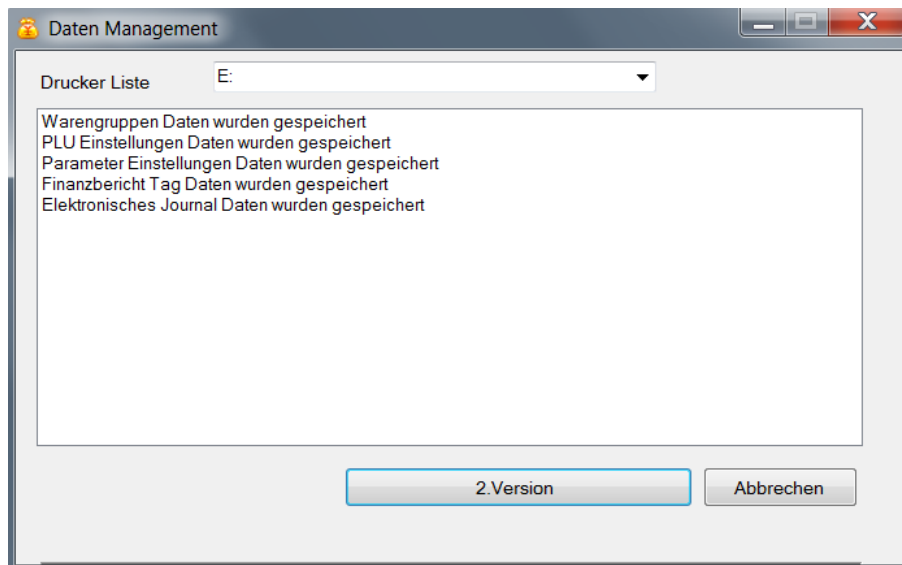 Daten Management
Drucker Liste E:
Warengruppen Daten wurden gespeichert
PLU Einstellungen Daten wurden gespeichert
Parameter Einstellungen Daten wurden gespeichert
Finanzbericht Tag Daten wurden gespeichert
Elektronisches Journal Daten wurden gespeichert
2.Version Abbrechen